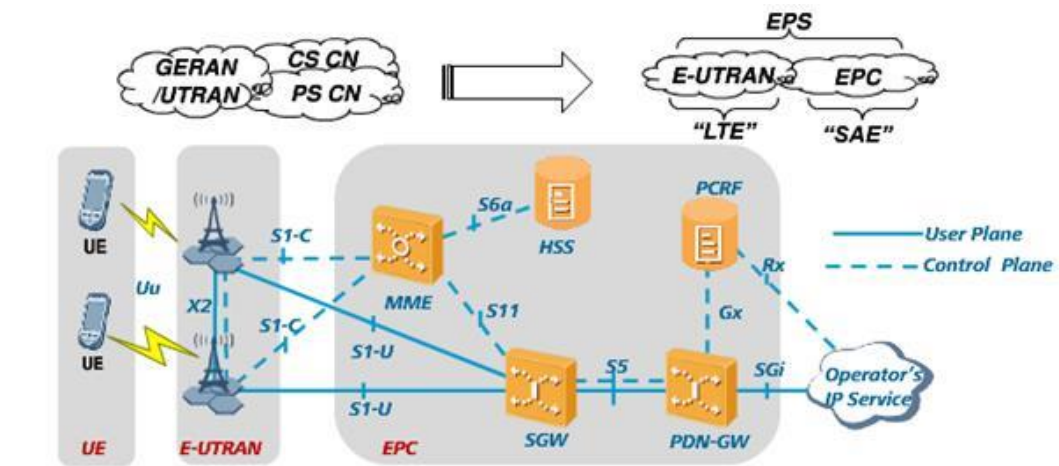 EPS
GERAN
/UTRAN
CS CN
PS CN
E-UTRAN
EPC
"LTE"
"SAE"
UE
UE
Uu
X2
S1-C
S1-C
S1-U
S1-U
MME
S6a
HSS
S11
SGW
S5
PCRF
Gx
Rx
PDN-GW
SGi
Operator's
IP Service
User Plane
Control Plane
UE
E-UTRAN
EPC